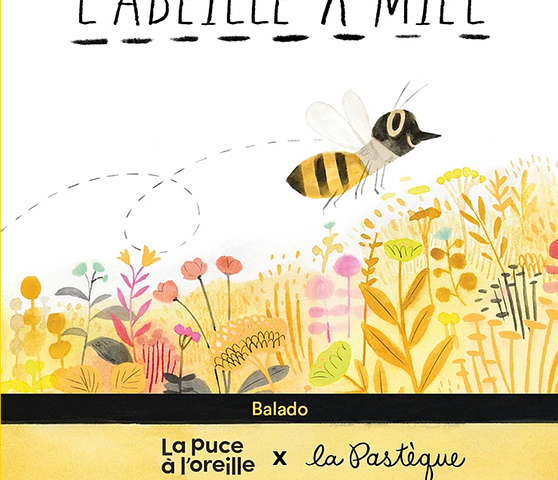 L'ABEILLE À MIEL
Balado
La puce
à l'oreille
x
la Pastèque